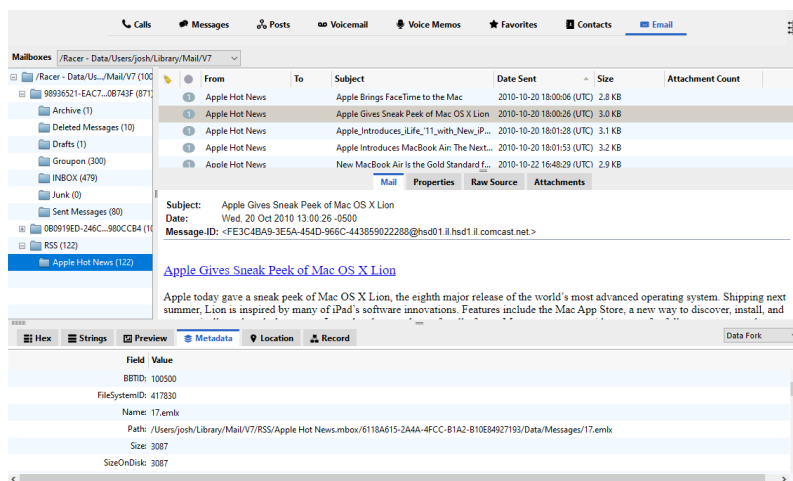 Calls Messages Posts Voicemail Voice Memos Favorites Contacts Email
Mailboxes /Racer - Data/Users/josh/Library/Mail/V7
/Racer - Data/Us.../Mail/V7 (100
98936521-EAC7...0B743F (871)
Archive (1)
Deleted Messages (10)
Drafts (1)
Groupon (300)
INBOX (479)
Junk (0)
Sent Messages (80)
0B0919ED-246C...980CCB4 (10
RSS (122)
Apple Hot News (122)
From To Subject Date Sent Size Attachment Count
1 Apple Hot News Apple Brings FaceTime to the Mac 2010-10-20 18:00:06 (UTC) 2.8 KB
1 Apple Hot News Apple Gives Sneak Peek of Mac OS X Lion 2010-10-20 18:00:26 (UTC) 3.0 KB
1 Apple Hot News Apple_Introduces_iLife_'11_with_New_iP... 2010-10-20 18:01:28 (UTC) 3.1 KB
1 Apple Hot News Apple Introduces MacBook Air: The Next... 2010-10-20 18:01:53 (UTC) 3.2 KB
1 Apple Hot News New MacBook Air Is the Gold Standard f... 2010-10-22 16:48:29 (UTC) 2.9 KB
Mail Properties Raw Source Attachments
Subject: Apple Gives Sneak Peek of Mac OS X Lion
Date: Wed, 20 Oct 2010 13:00:26 -0500
Message-ID: <FE3C4BA9-3E5A-454D-966C-443859022288@hsd01.il.hsd1.il.comcast.net.>
Apple Gives Sneak Peek of Mac OS X Lion
Apple today gave a sneak peek of Mac OS X Lion, the eighth major release of the world's most advanced operating system. Shipping next
summer, Lion is inspired by many of iPad's software innovations. Features include the Mac App Store, a new way to discover, install, and
Hex Strings Preview Metadata Location Record Data Fork
Field Value
BBTID: 100500
FileSystemID: 417830
Name: 17.emlx
Path: /Users/josh/Library/Mail/V7/RSS/Apple Hot News.mbox/6118A615-2A4A-4FCC-B1A2-B10E84927193/Data/Messages/17.emlx
Size: 3087
SizeOnDisk: 3087